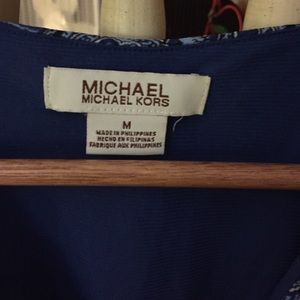 MICHAEL
MICHAEL KORS
M
MADE IN PHILIPPINES
HECHO EN FILIPINAS
FABRIQUE AUX PHILIPPINES